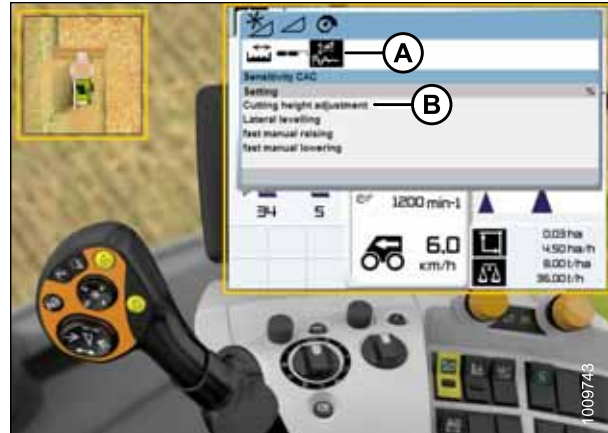 A
Sensitivity CAC
Setting %
Cutting height adjustment B
Lateral levelling
fast manual raising
fast manual lowering
34 5
1200 min-1
6.0
km/h
0.03 ha
4.50 ha/h
8.00 t/ha
36.00 t/h
1009743